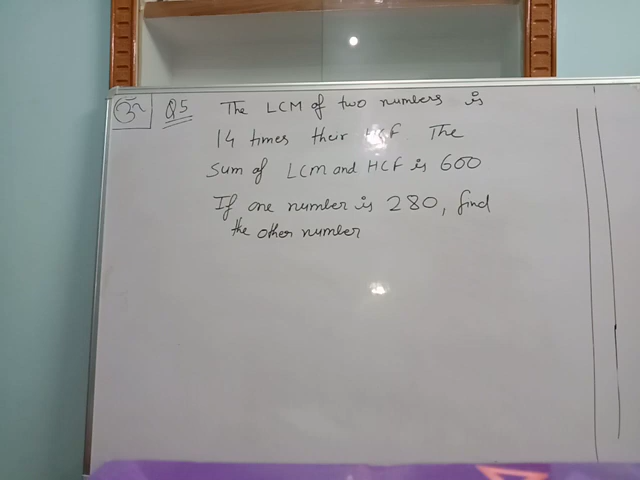 ॐ Q5 The LCM of two numbers is
14 times their HCF. The
Sum of LCM and HCF is 600
If one number is 280, find
the other number